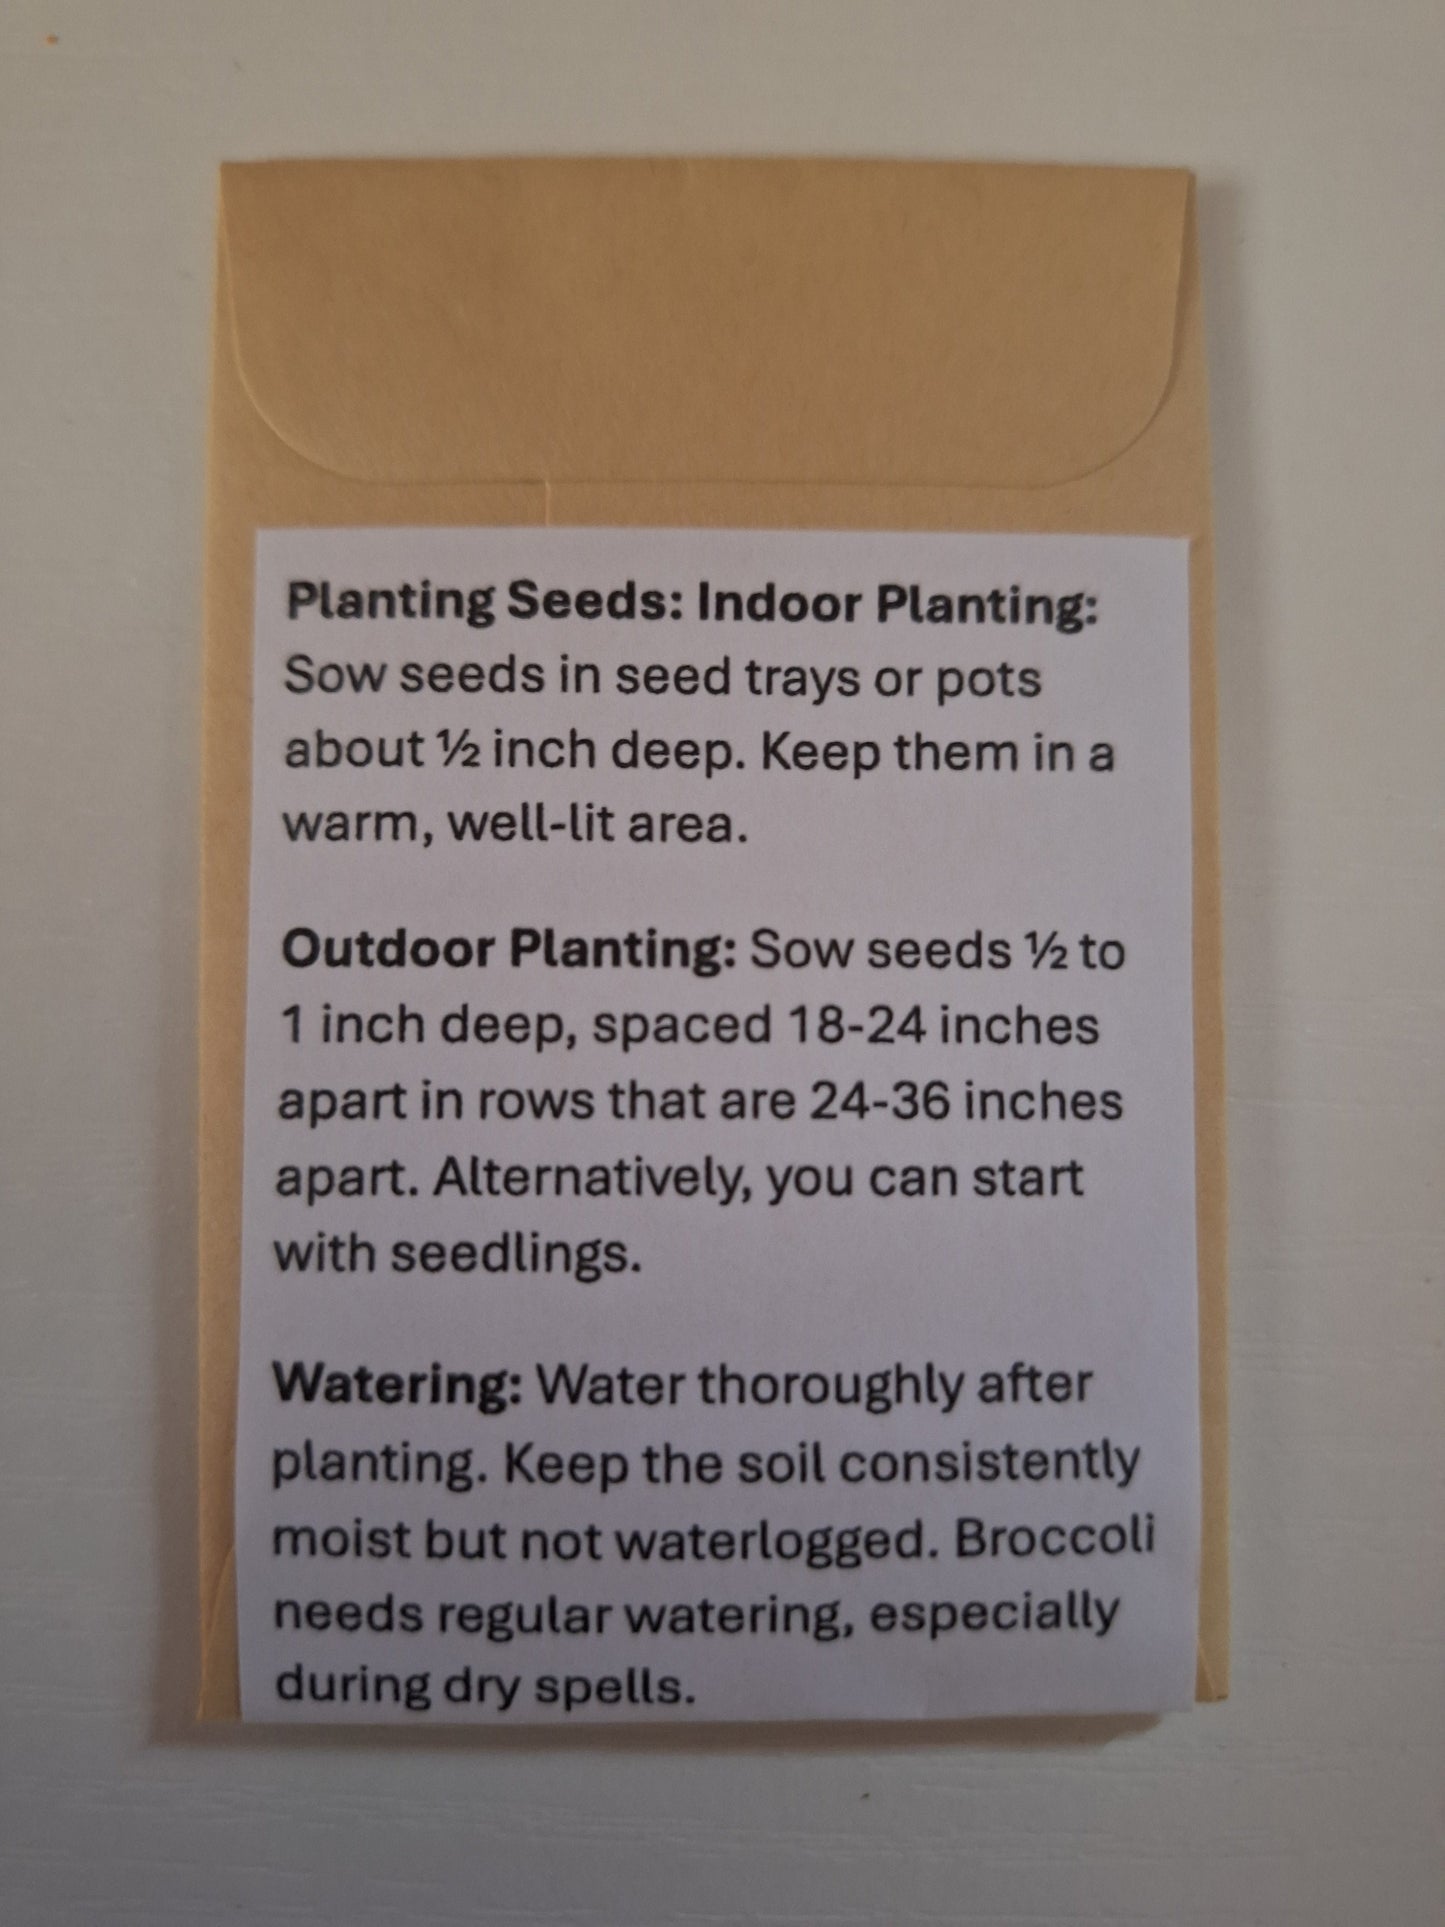 Planting Seeds: Indoor Planting:
Sow seeds in seed trays or pots
about ½ inch deep. Keep them in a
warm, well-lit area.
Outdoor Planting: Sow seeds ½ to
1 inch deep, spaced 18-24 inches
apart in rows that are 24-36 inches
apart. Alternatively, you can start
with seedlings.
Watering: Water thoroughly after
planting. Keep the soil consistently
moist but not waterlogged. Broccoli
needs regular watering, especially
during dry spells.